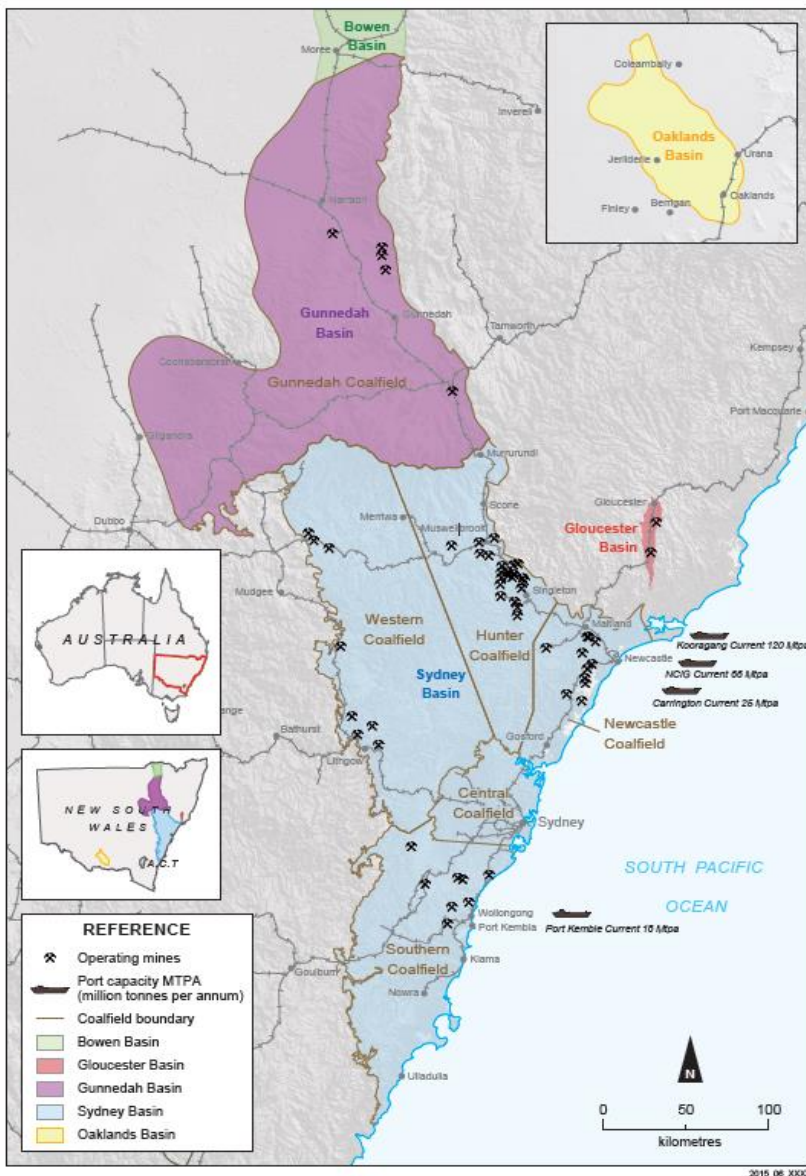 Bowen
Basin
Moree
Inverell
Narrabri
Gunnedah
Basin
Gunnedah
Tamworth
Coonabarabran
Gunnedah Coalfield
Kempsey
Port Macquarie
Gilgandra
Murrurundi
Coleambally
Oaklands
Basin
Urana
Jerilderie
Oaklands
Finley
Berrigan
Dubbo
Merriwa
Scone
Muswellbrook
Gloucester
Gloucester
Basin
Mudgee
Singleton
Western
Coalfield
Hunter
Coalfield
Maitland
Sydney
Basin
Newcastle
Kooragang Current 120 Mtpa
NCIG Current 66 Mtpa
Carrington Current 25 Mtpa
AUSTRALIA
ange
Bathurst
Lithgow
Gosford
Newcastle
Coalfield
Central
Coalfield
Sydney
NEW SOUTH
WALES
A.C.T
SOUTH PACIFIC
OCEAN
Wollongong
Port Kembla
Port Kembla Current 16 Mtpa
Southern
Coalfield
Goulburn
Kiama
Nowra
Ulladulla
REFERENCE
Operating mines
Port capacity MTPA
(million tonnes per annum)
Coalfield boundary
Bowen Basin
Gloucester Basin
Gunnedah Basin
Sydney Basin
Oaklands Basin
N
0 50 100
kilometres
2015_06_XXX